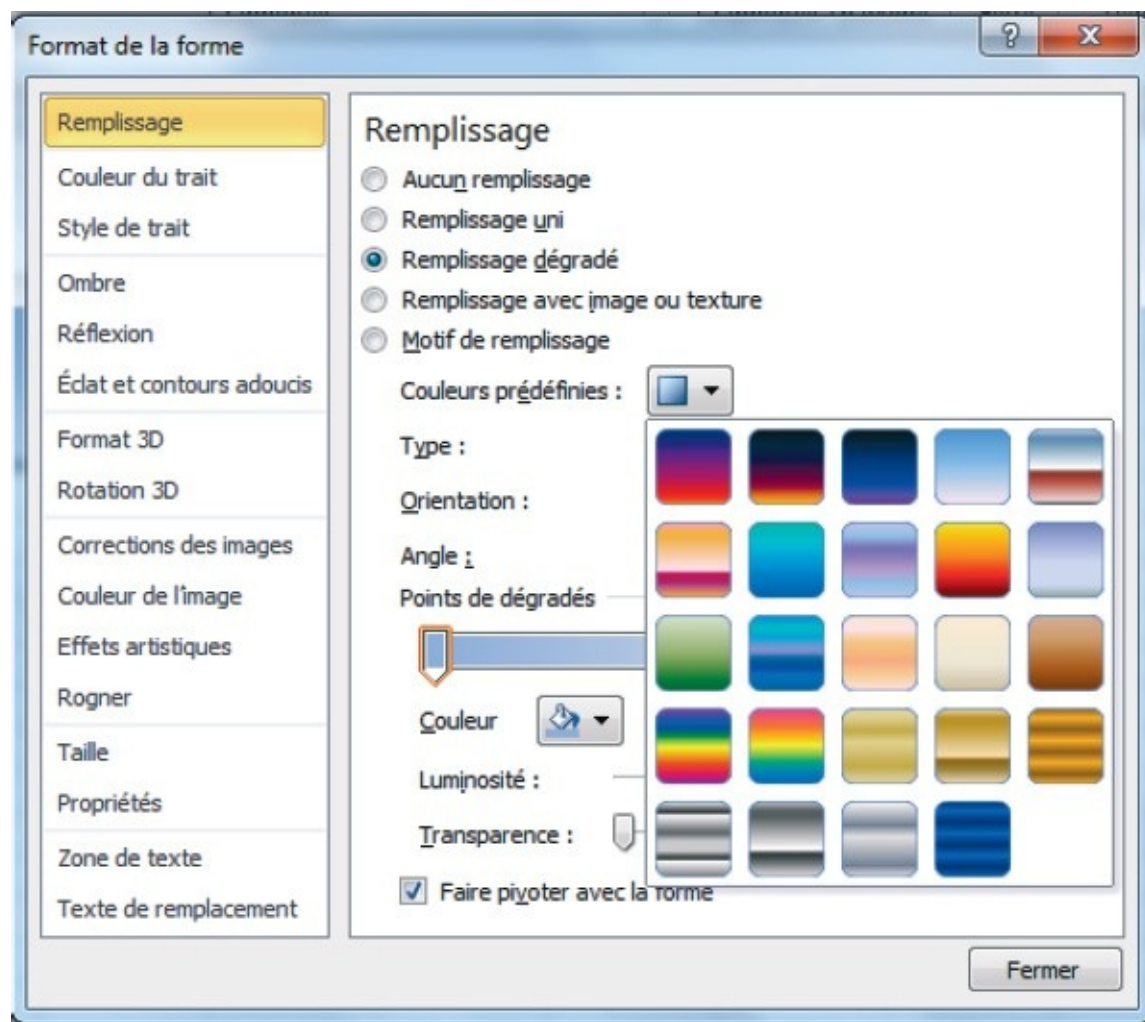 Format de la forme
?
Remplissage
Couleur du trait
Style de trait
Ombre
Réflexion
Éclat et contours adoucis
Format 3D
Rotation 3D
Corrections des images
Couleur de l'image
Effets artistiques
Rogner
Taille
Propriétés
Zone de texte
Texte de remplacement
Remplissage
Aucun remplissage
Remplissage uni
Remplissage dégradé
Remplissage avec image ou texture
Motif de remplissage
Couleurs prédéfinies :
Type :
Orientation :
Angle :
Points de dégradés
Couleur
Luminosité :
Transparence :
Faire pivoter avec la forme
Fermer